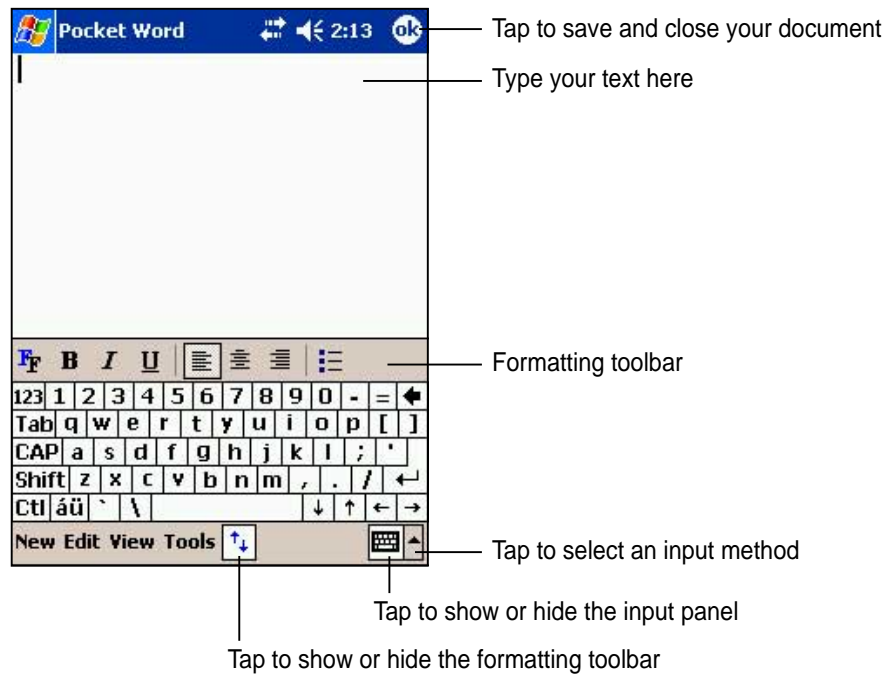 Pocket Word 2:13 ok
Tap to save and close your document
Type your text here
FF B I U
Formatting toolbar
123 1 2 3 4 5 6 7 8 9 0 - =
Tab q w e r t y u i o p [ ]
CAP a s d f g h j k l ; '
Shift z x c v b n m , . /
Ctl áü ` \
New Edit View Tools
Tap to select an input method
Tap to show or hide the input panel
Tap to show or hide the formatting toolbar